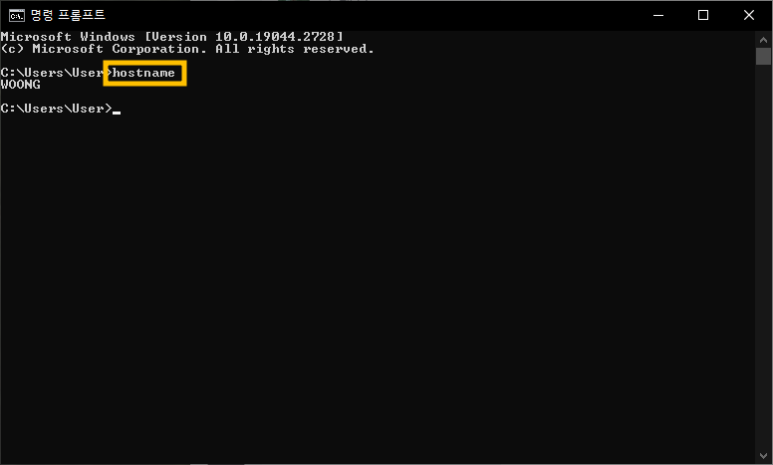 명령 프롬프트
Microsoft Windows [Version 10.0.19044.2728]
(c) Microsoft Corporation. All rights reserved.
C:\Users\User>hostname
WOONG
C:\Users\User>